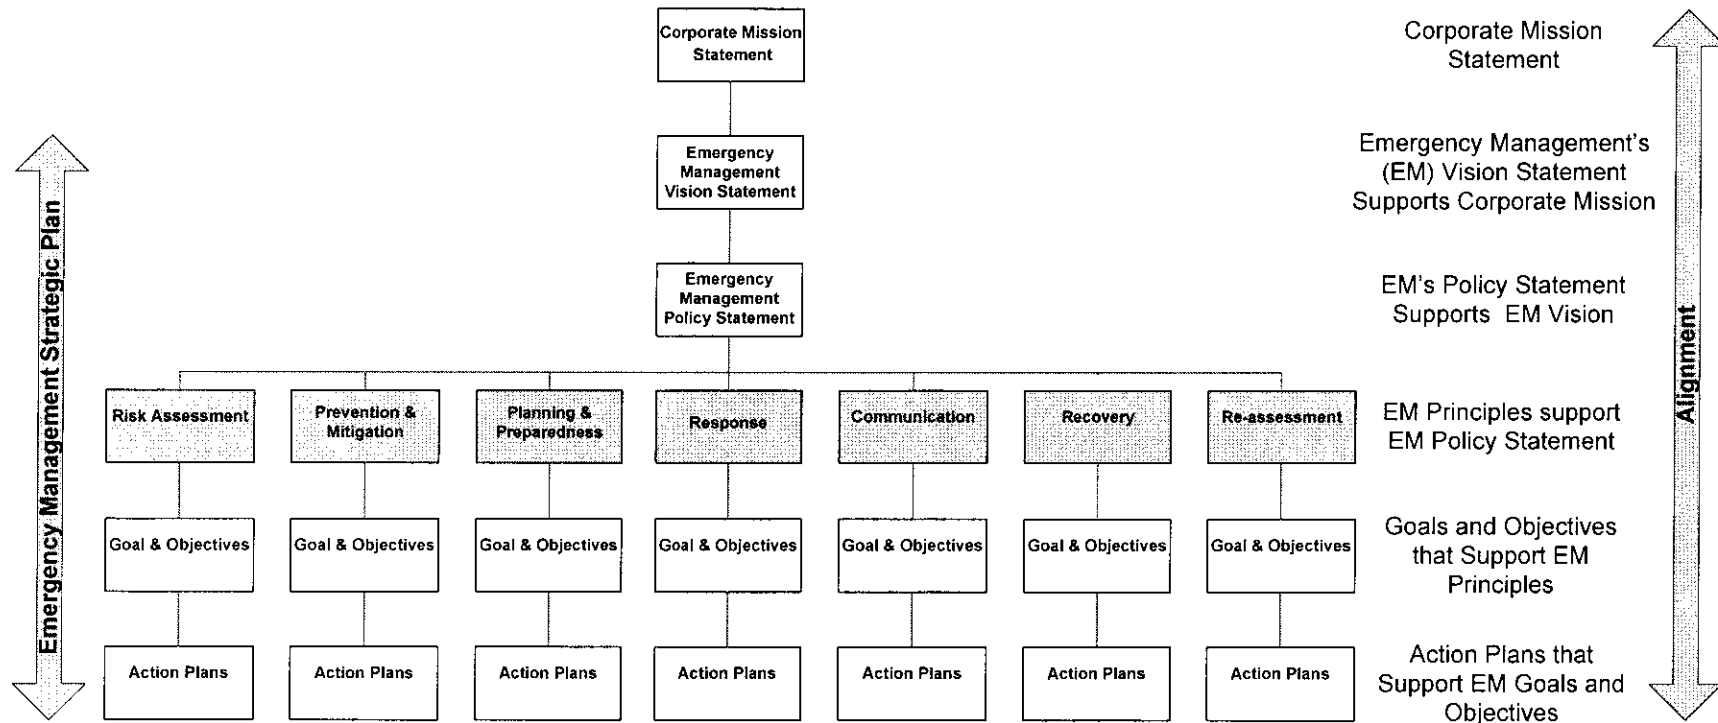 Corporate Mission
Statement
Corporate Mission
Statement
Emergency
Management
Vision Statement
Emergency Management's
(EM) Vision Statement
Supports Corporate Mission
Emergency
Management
Policy Statement
EM's Policy Statement
Supports EM Vision
Emergency Management Strategic Plan
Alignment
Risk Assessment
Prevention &
Mitigation
Planning &
Preparedness
Response
Communication
Recovery
Re-assessment
EM Principles support
EM Policy Statement
Goal & Objectives
Goal & Objectives
Goal & Objectives
Goal & Objectives
Goal & Objectives
Goal & Objectives
Goal & Objectives
Goals and Objectives
that Support EM
Principles
Action Plans
Action Plans
Action Plans
Action Plans
Action Plans
Action Plans
Action Plans
Action Plans that
Support EM Goals and
Objectives